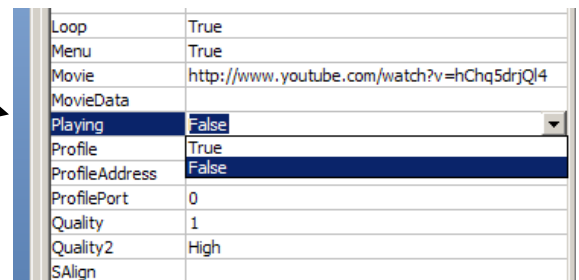 Loop True
Menu True
Movie http://www.youtube.com/watch?v=hChq5drjQl4
MovieData
Playing False
Profile True
ProfileAddress False
ProfilePort 0
Quality 1
Quality2 High
SAlign